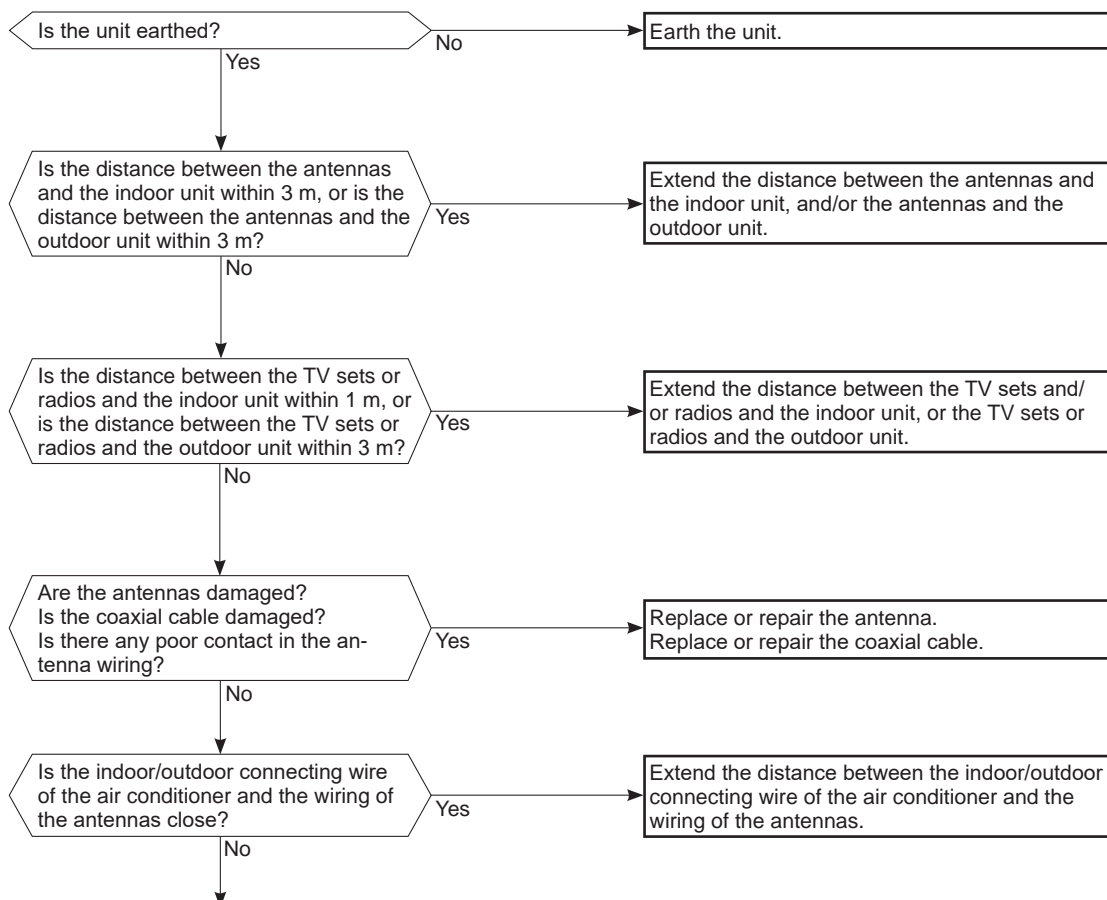 Is the unit earthed?
No
Earth the unit.
Yes
Is the distance between the antennas
and the indoor unit within 3 m, or is the
distance between the antennas and the
outdoor unit within 3 m?
Yes
Extend the distance between the antennas and
the indoor unit, and/or the antennas and the
outdoor unit.
No
Is the distance between the TV sets or
radios and the indoor unit within 1 m, or
is the distance between the TV sets or
radios and the outdoor unit within 3 m?
Yes
Extend the distance between the TV sets and/
or radios and the indoor unit, or the TV sets or
radios and the outdoor unit.
No
Are the antennas damaged?
Is the coaxial cable damaged?
Is there any poor contact in the an-
tenna wiring?
Yes
Replace or repair the antenna.
Replace or repair the coaxial cable.
No
Is the indoor/outdoor connecting wire
of the air conditioner and the wiring of
the antennas close?
Yes
Extend the distance between the indoor/outdoor
connecting wire of the air conditioner and the
wiring of the antennas.
No